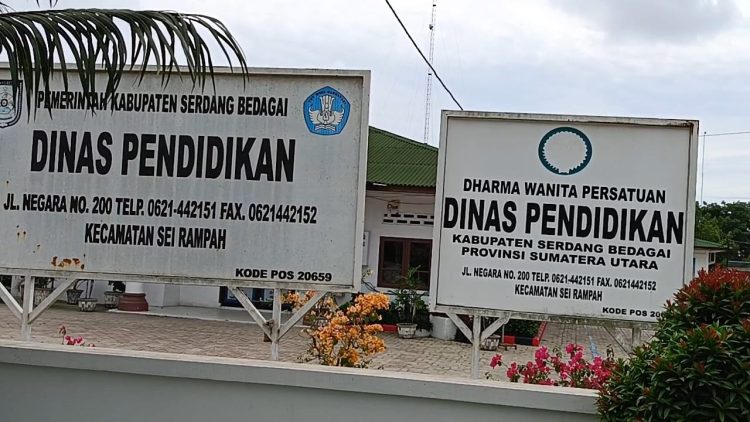 PEMERINTAH KABUPATEN SERDANG BEDAGAI
DINAS PENDIDIKAN
JL. NEGARA NO. 200 TELP. 0621-442151 FAX. 0621442152
KECAMATAN SEI RAMPAH
KODE POS 20659
DHARMA WANITA PERSATUAN
DINAS PENDIDIKAN
KABUPATEN SERDANG BEDAGAI
PROVINSI SUMATERA UTARA
JL. NEGARA NO. 200 TELP. 0621-442151 FAX. 0621442152
KECAMATAN SEI RAMPAH
KODE POS